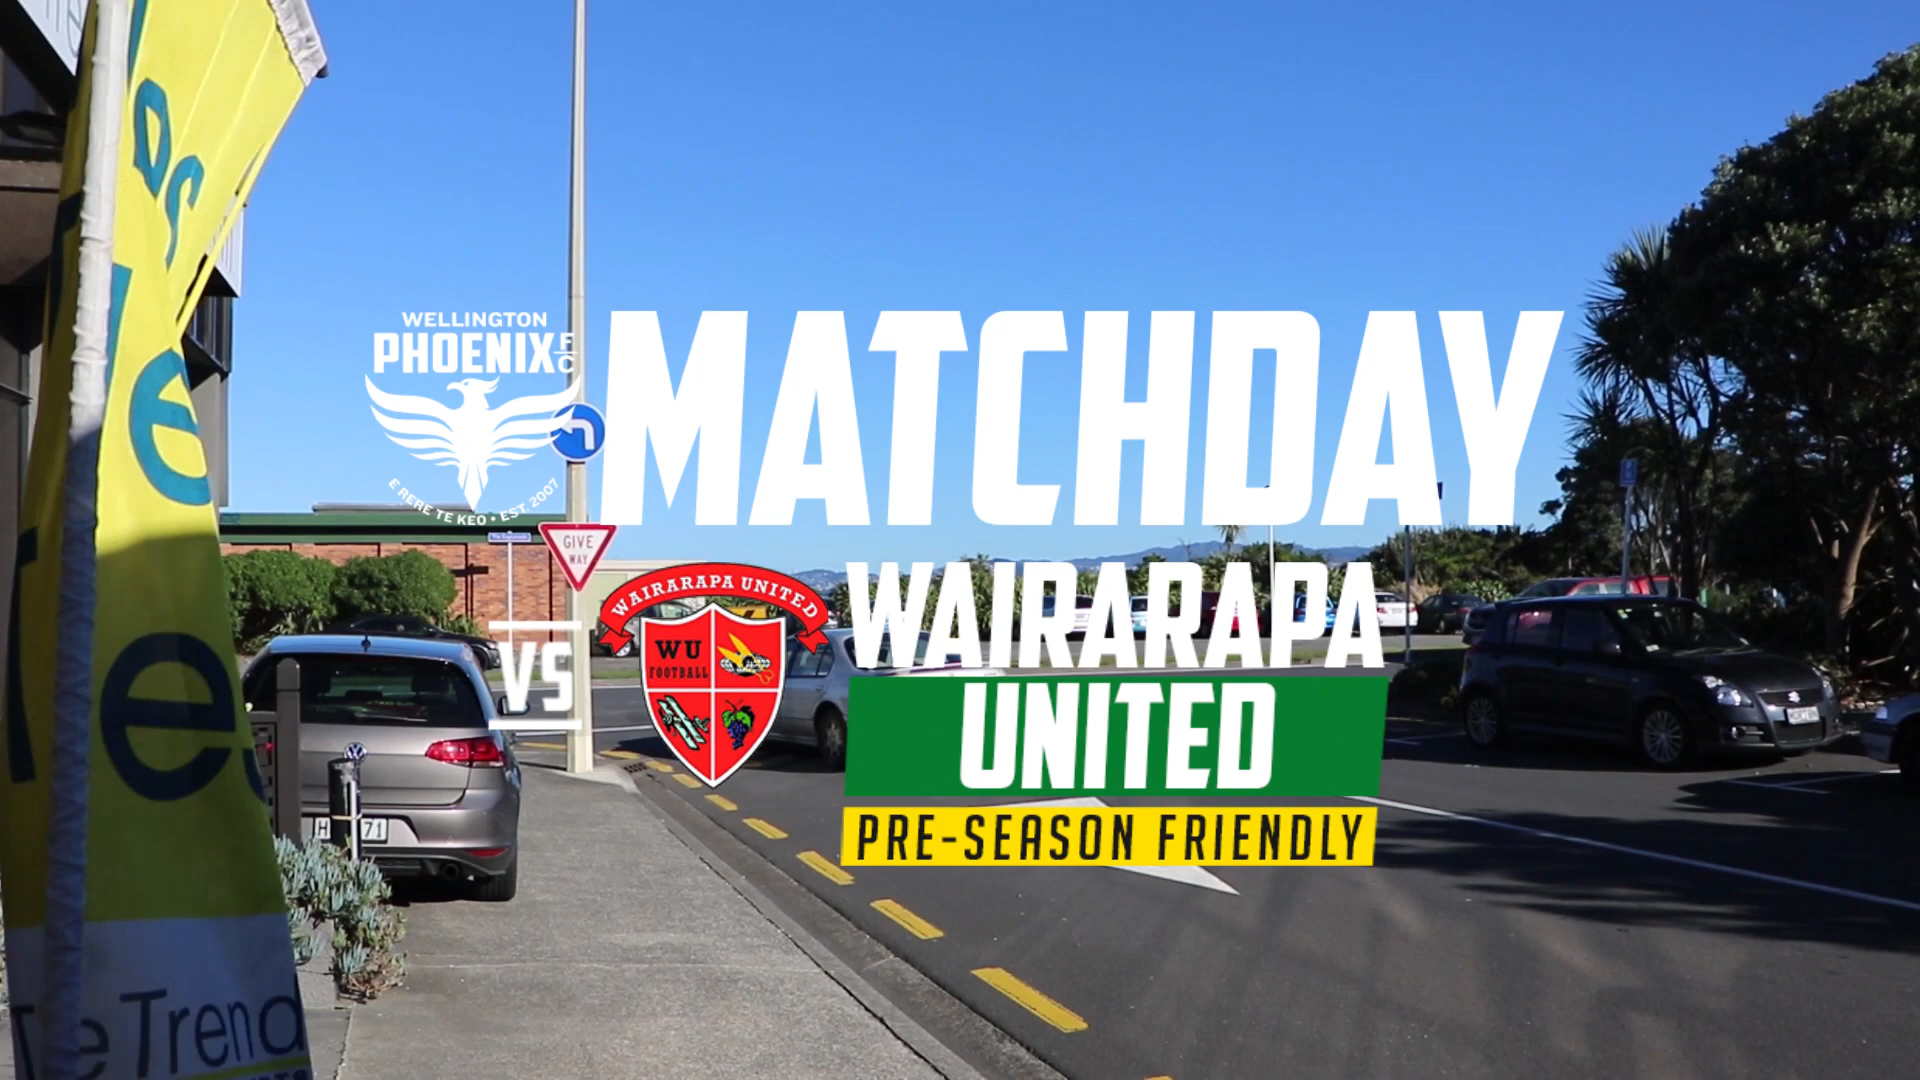 WELLINGTON
PHOENIX FC
E RERE TE KEO • EST. 2007
MATCHDAY
GIVE
WAY
VS
WAIRARAPA UNITED
WU
FOOTBALL
WAIRARAPA
UNITED
PRE-SEASON FRIENDLY
71
Trend